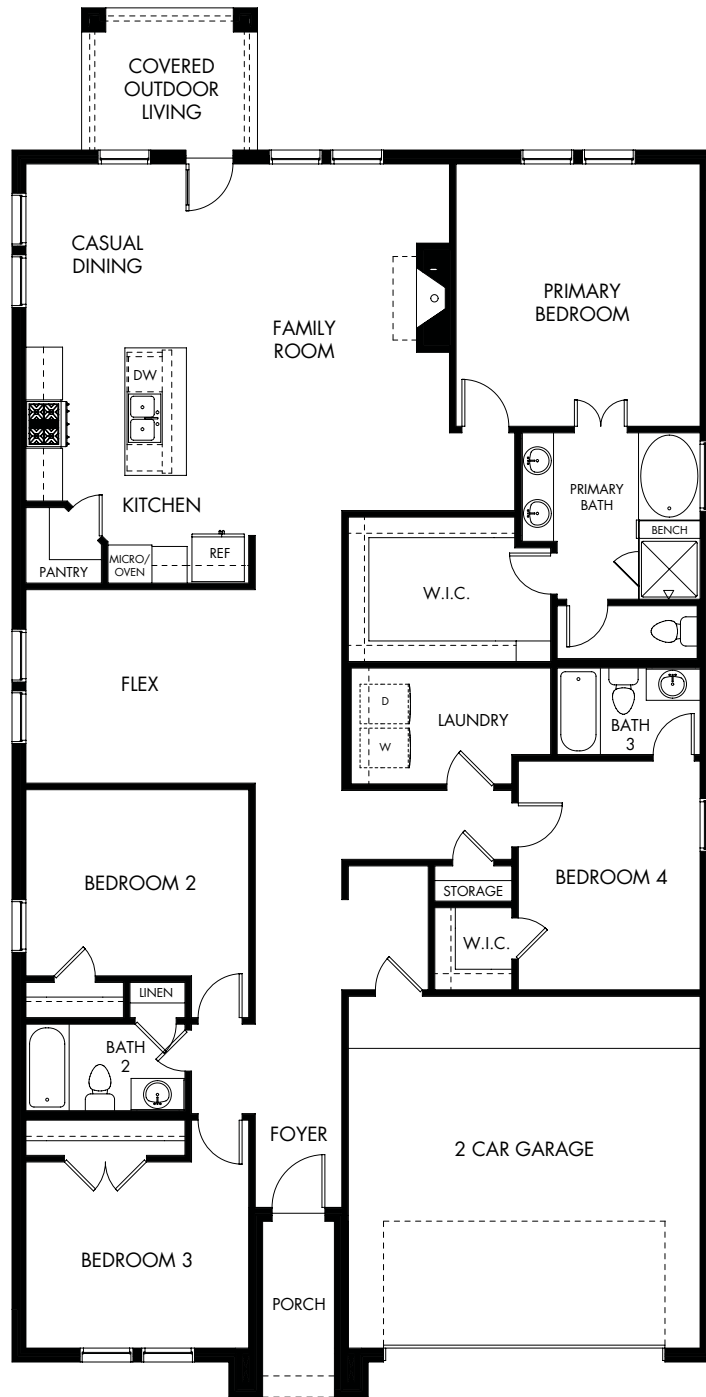 COVERED
OUTDOOR
LIVING
CASUAL
DINING
FAMILY
ROOM
PRIMARY
BEDROOM
DW
KITCHEN
PRIMARY
BATH
BENCH
PANTRY
MICRO/
OVEN
REF
W.I.C.
FLEX
D
W
LAUNDRY
BATH
3
BEDROOM 2
BEDROOM 4
STORAGE
W.I.C.
LINEN
BATH
2
FOYER
2 CAR GARAGE
BEDROOM 3
PORCH